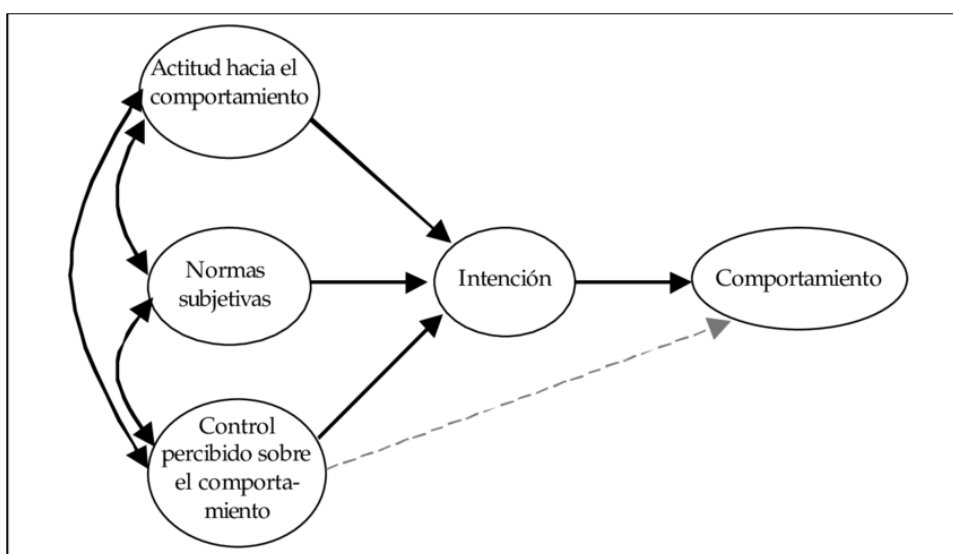 Actitud hacia el
comportamiento
Normas
subjetivas
Intención
Comportamiento
Control
percibido sobre
el comporta-
miento